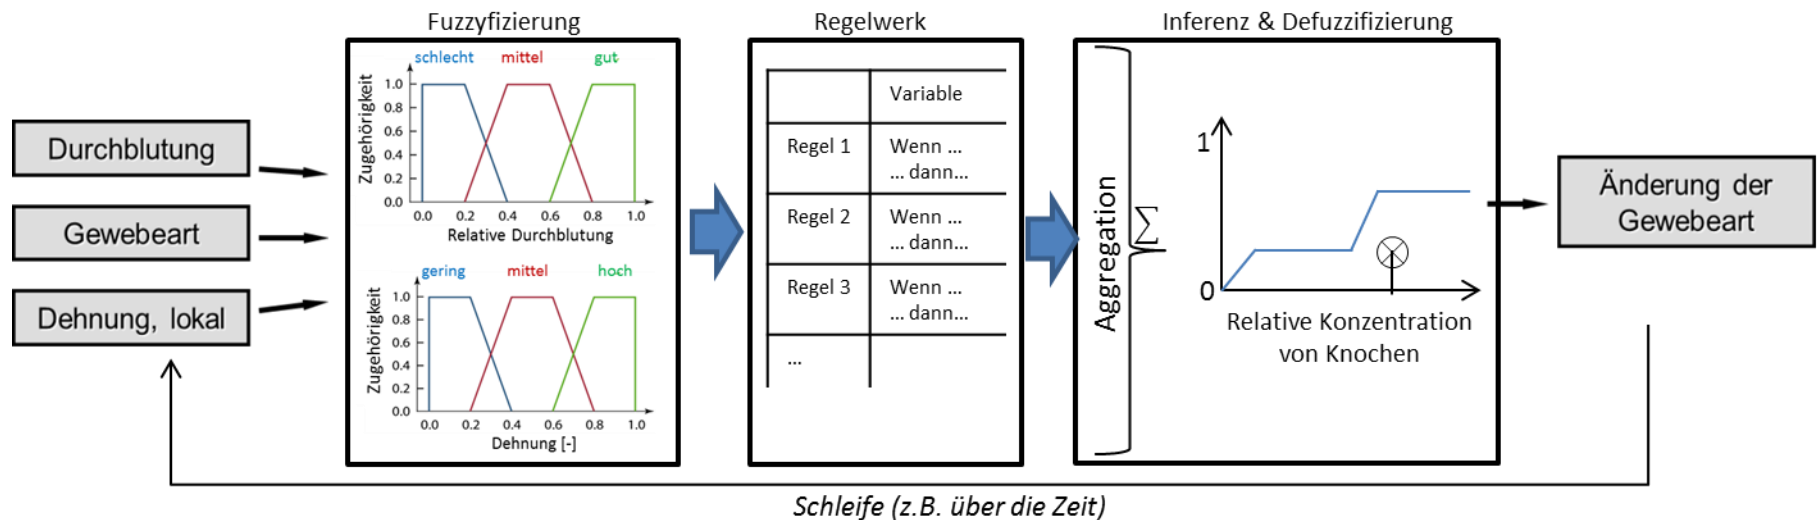 Fuzzyfizierung
Regelwerk
Inferenz & Defuzzifizierung
Durchblutung
Gewebeart
Dehnung, lokal
schlecht mittel gut
Zugehörigkeit
1.0
0.8
0.6
0.4
0.2
0.0
0.0 0.2 0.4 0.6 0.8 1.0
Relative Durchblutung
gering mittel hoch
Zugehörigkeit
1.0
0.8
0.6
0.4
0.2
0.0
0.0 0.2 0.4 0.6 0.8 1.0
Dehnung [-]
Variable
Regel 1 Wenn ...
... dann...
Regel 2 Wenn ...
... dann...
Regel 3 Wenn ...
... dann...
...
Aggregation
∑
1
0
Relative Konzentration
von Knochen
Änderung der
Gewebeart
Schleife (z.B. über die Zeit)